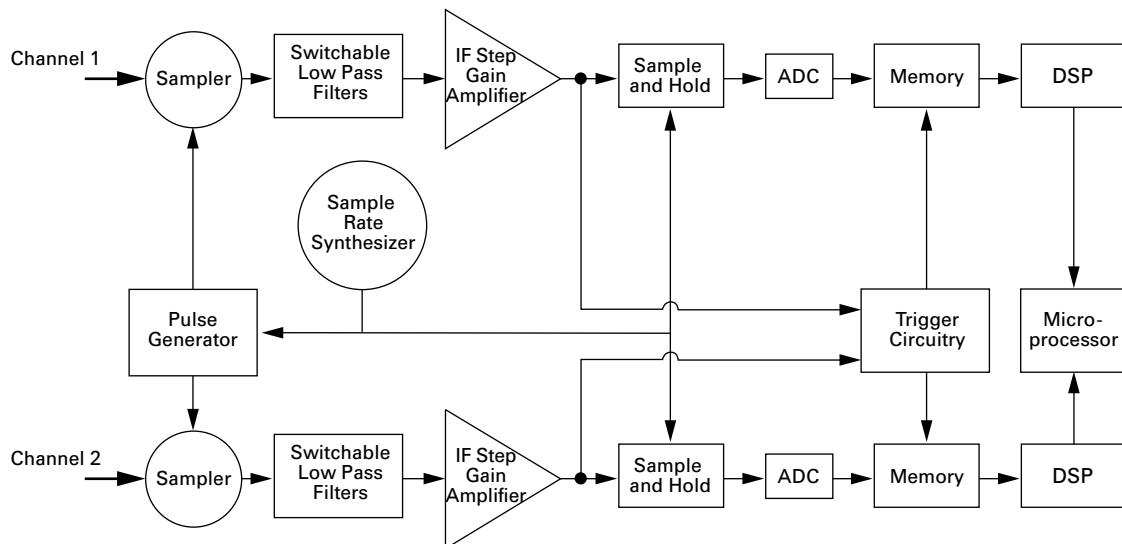 Channel 1
Sampler
Switchable
Low Pass
Filters
IF Step
Gain
Amplifier
Sample
and Hold
ADC
Memory
DSP
Sample
Rate
Synthesizer
Pulse
Generator
Trigger
Circuitry
Micro-
processor
Channel 2
Sampler
Switchable
Low Pass
Filters
IF Step
Gain
Amplifier
Sample
and Hold
ADC
Memory
DSP